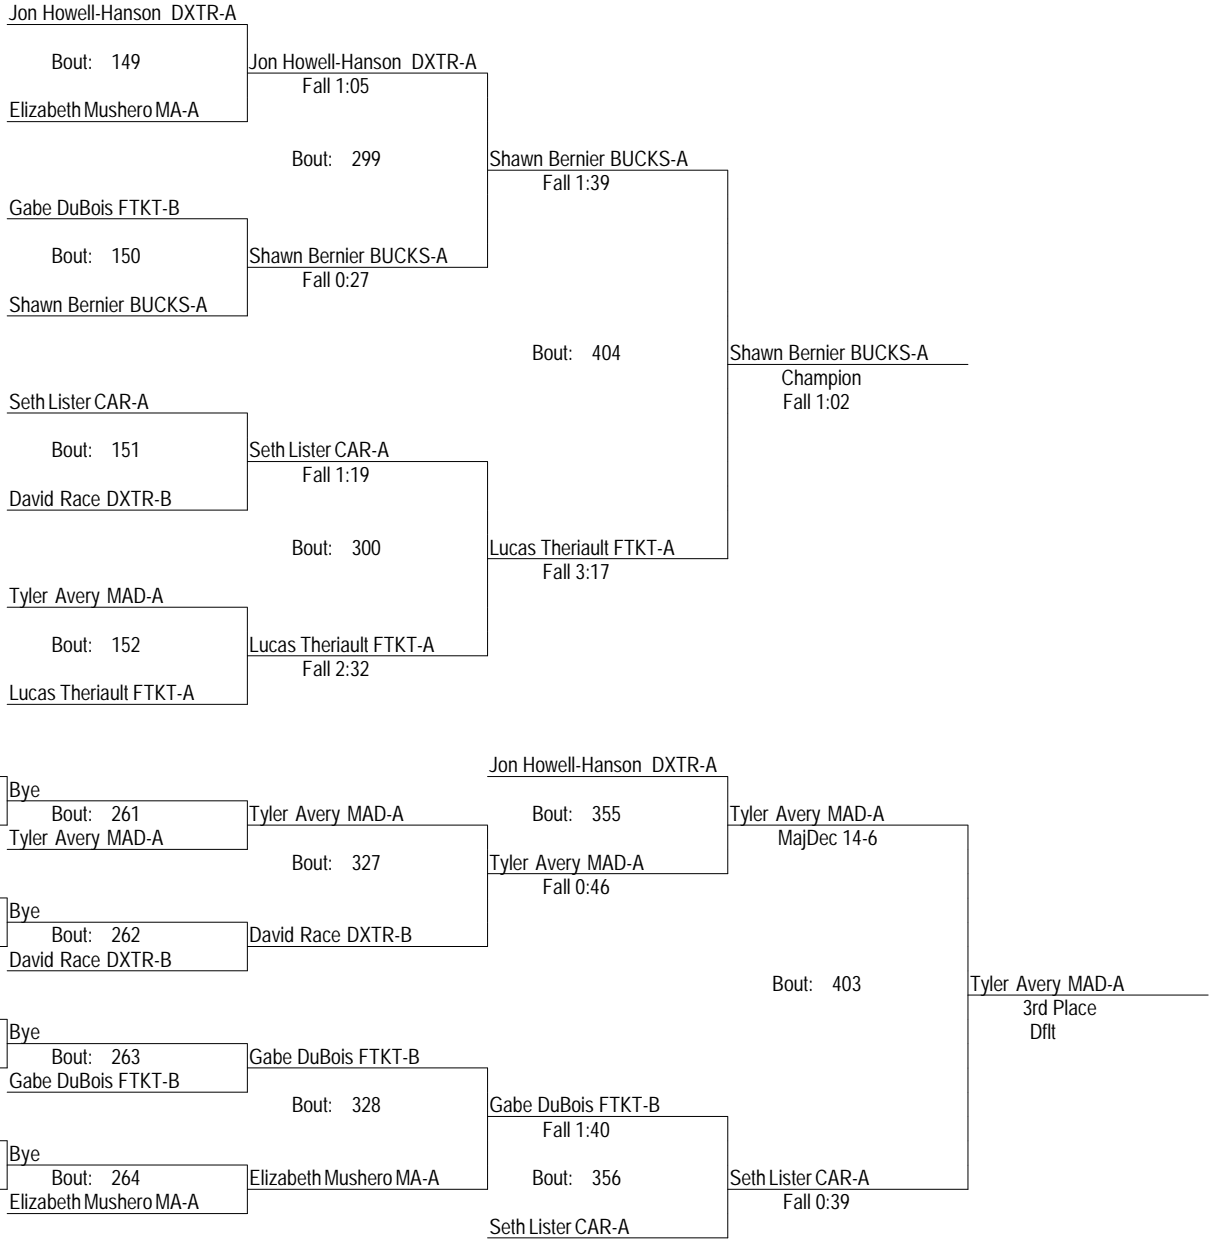 Jon Howell-Hanson DXTR-A
Bout: 149
Jon Howell-Hanson DXTR-A
Fall 1:05
Elizabeth Mushero MA-A
Bout: 299
Shawn Bernier BUCKS-A
Fall 1:39
Gabe DuBois FTKT-B
Bout: 150
Shawn Bernier BUCKS-A
Fall 0:27
Shawn Bernier BUCKS-A
Bout: 404
Shawn Bernier BUCKS-A
Champion
Fall 1:02
Seth Lister CAR-A
Bout: 151
Seth Lister CAR-A
Fall 1:19
David Race DXTR-B
Bout: 300
Lucas Theriault FTKT-A
Fall 3:17
Tyler Avery MAD-A
Bout: 152
Lucas Theriault FTKT-A
Fall 2:32
Lucas Theriault FTKT-A
Jon Howell-Hanson DXTR-A
Bye
Bout: 261
Tyler Avery MAD-A
Bout: 355
Tyler Avery MAD-A
MajDec 14-6
Tyler Avery MAD-A
Bout: 327
Tyler Avery MAD-A
Fall 0:46
Bye
Bout: 262
David Race DXTR-B
David Race DXTR-B
Bout: 403
Tyler Avery MAD-A
3rd Place
Dflt
Bye
Bout: 263
Gabe DuBois FTKT-B
Gabe DuBois FTKT-B
Bout: 328
Gabe DuBois FTKT-B
Fall 1:40
Bye
Bout: 264
Elizabeth Mushero MA-A
Bout: 356
Seth Lister CAR-A
Fall 0:39
Elizabeth Mushero MA-A
Seth Lister CAR-A